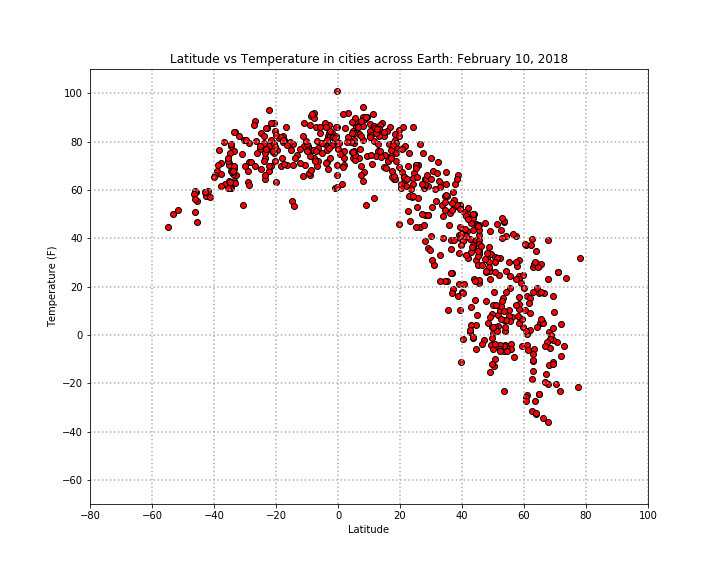 Latitude vs Temperature in cities across Earth: February 10, 2018
100
80
60
40
20
0
−20
−40
−60
Temperature (F)
−80 −60 −40 −20 0 20 40 60 80 100
Latitude